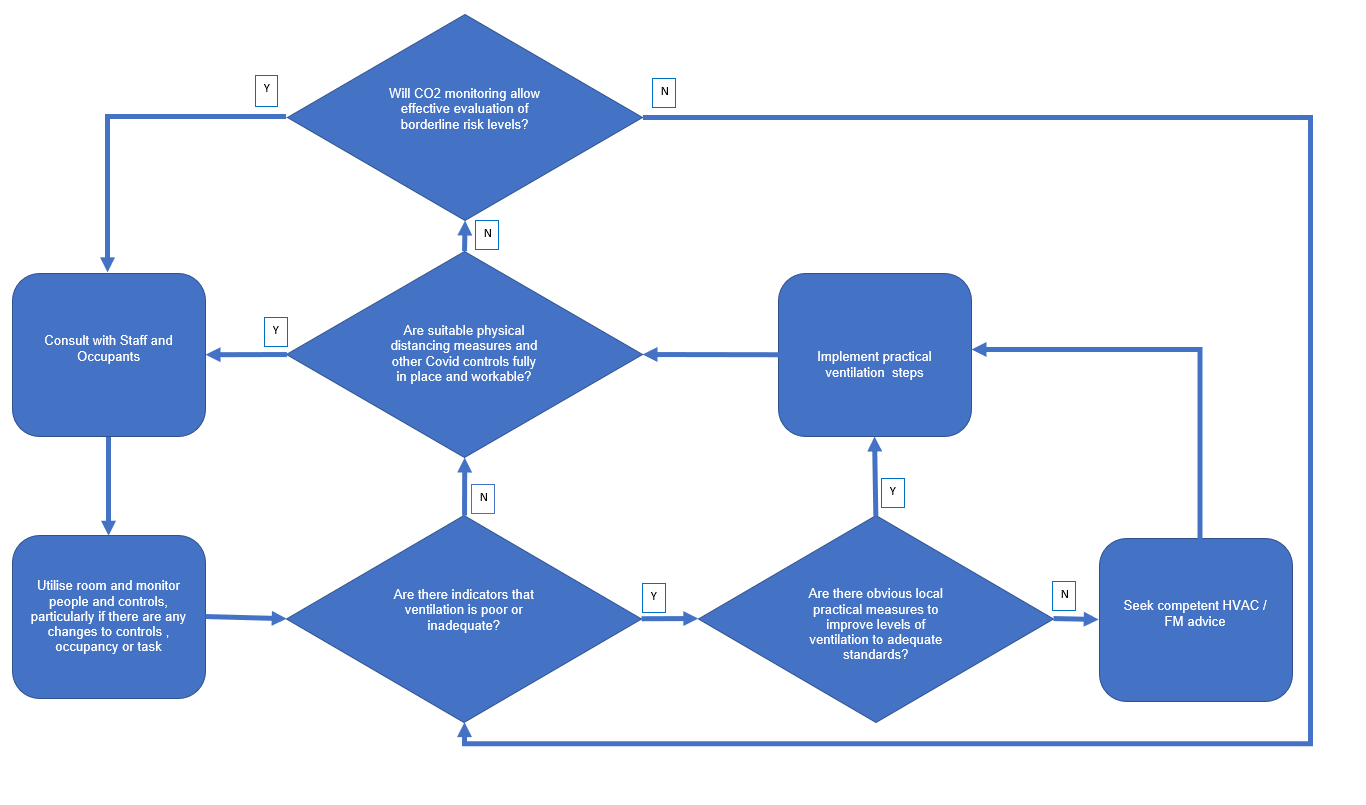 Y
Will CO2 monitoring allow
effective evaluation of
borderline risk levels?
N
N
Consult with Staff and
Occupants
Y
Are suitable physical
distancing measures and
other Covid controls fully
in place and workable?
Implement practical
ventilation steps
N
Y
Utilise room and monitor
people and controls,
particularly if there are any
changes to controls ,
occupancy or task
Are there indicators that
ventilation is poor or
inadequate?
Y
Are there obvious local
practical measures to
improve levels of
ventilation to adequate
standards?
N
Seek competent HVAC /
FM advice